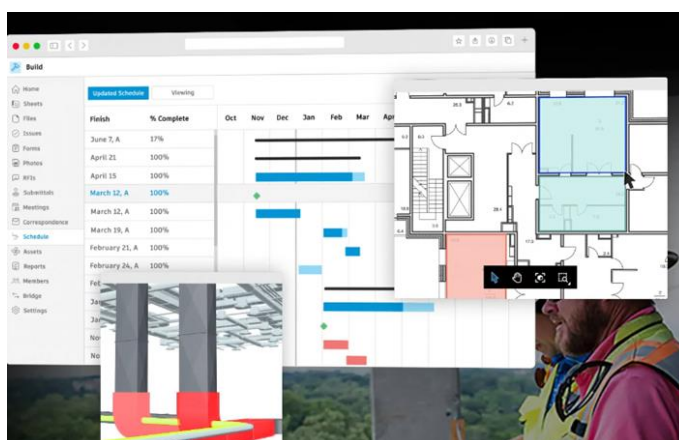 Build
Home
Sheets
Files
Issues
Forms
Photos
RFIs
Submittals
Meetings
Correspondence
Schedule
Assets
Reports
Members
Bridge
Settings
Updated Schedule Viewing
Finish % Complete Oct Nov Dec Jan Feb Mar
June 7, A 17%
April 21 100%
April 15 100%
March 12, A 100%
March 12, A 100%
March 19, A 100%
February 21, A 100%
February 24, A 100%